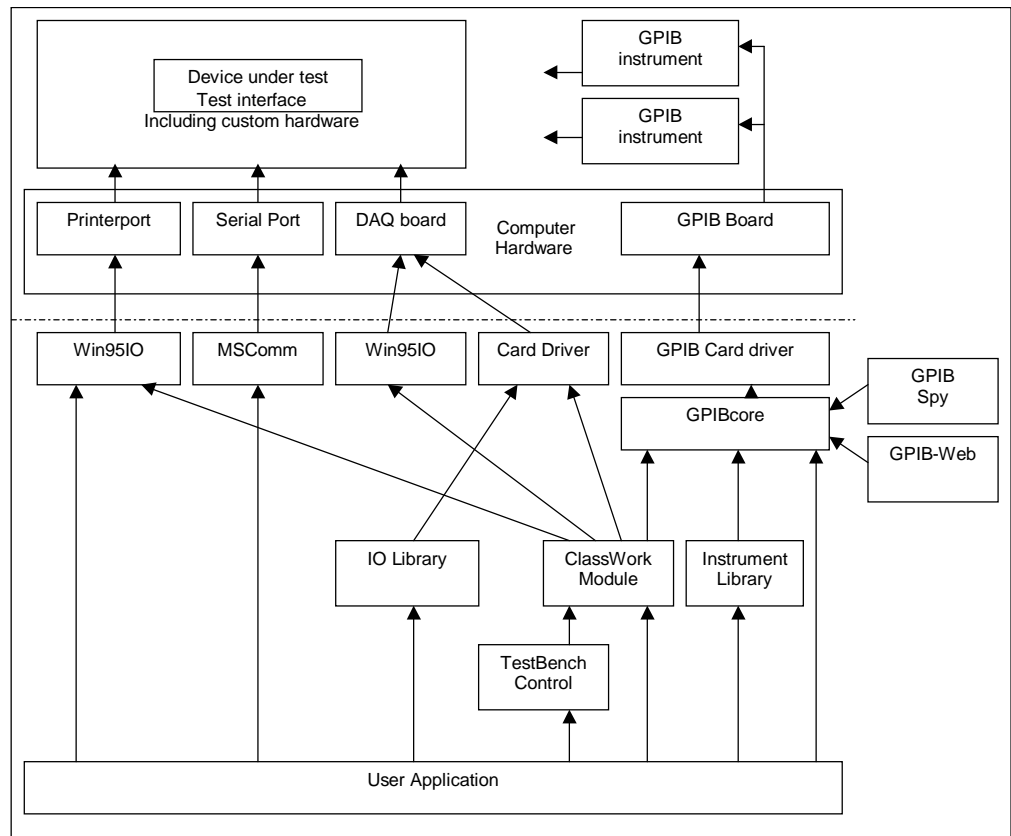 GPIB
instrument
Device under test
Test interface
Including custom hardware
GPIB
instrument
Printerport
Serial Port
DAQ board
Computer
Hardware
GPIB Board
Win95IO
MSComm
Win95IO
Card Driver
GPIB Card driver
GPIB
Spy
GPIBcore
GPIB-Web
IO Library
ClassWork
Module
Instrument
Library
TestBench
Control
User Application